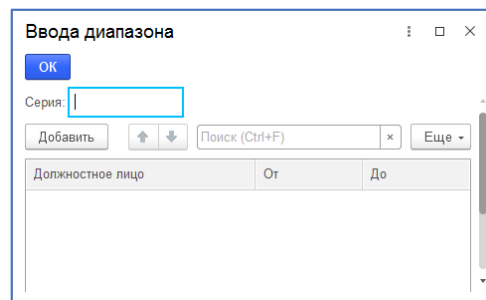 Ввода диапазона
ОК
Серия:
Добавить Поиск (Ctrl+F) × Еще
Должностное лицо От До